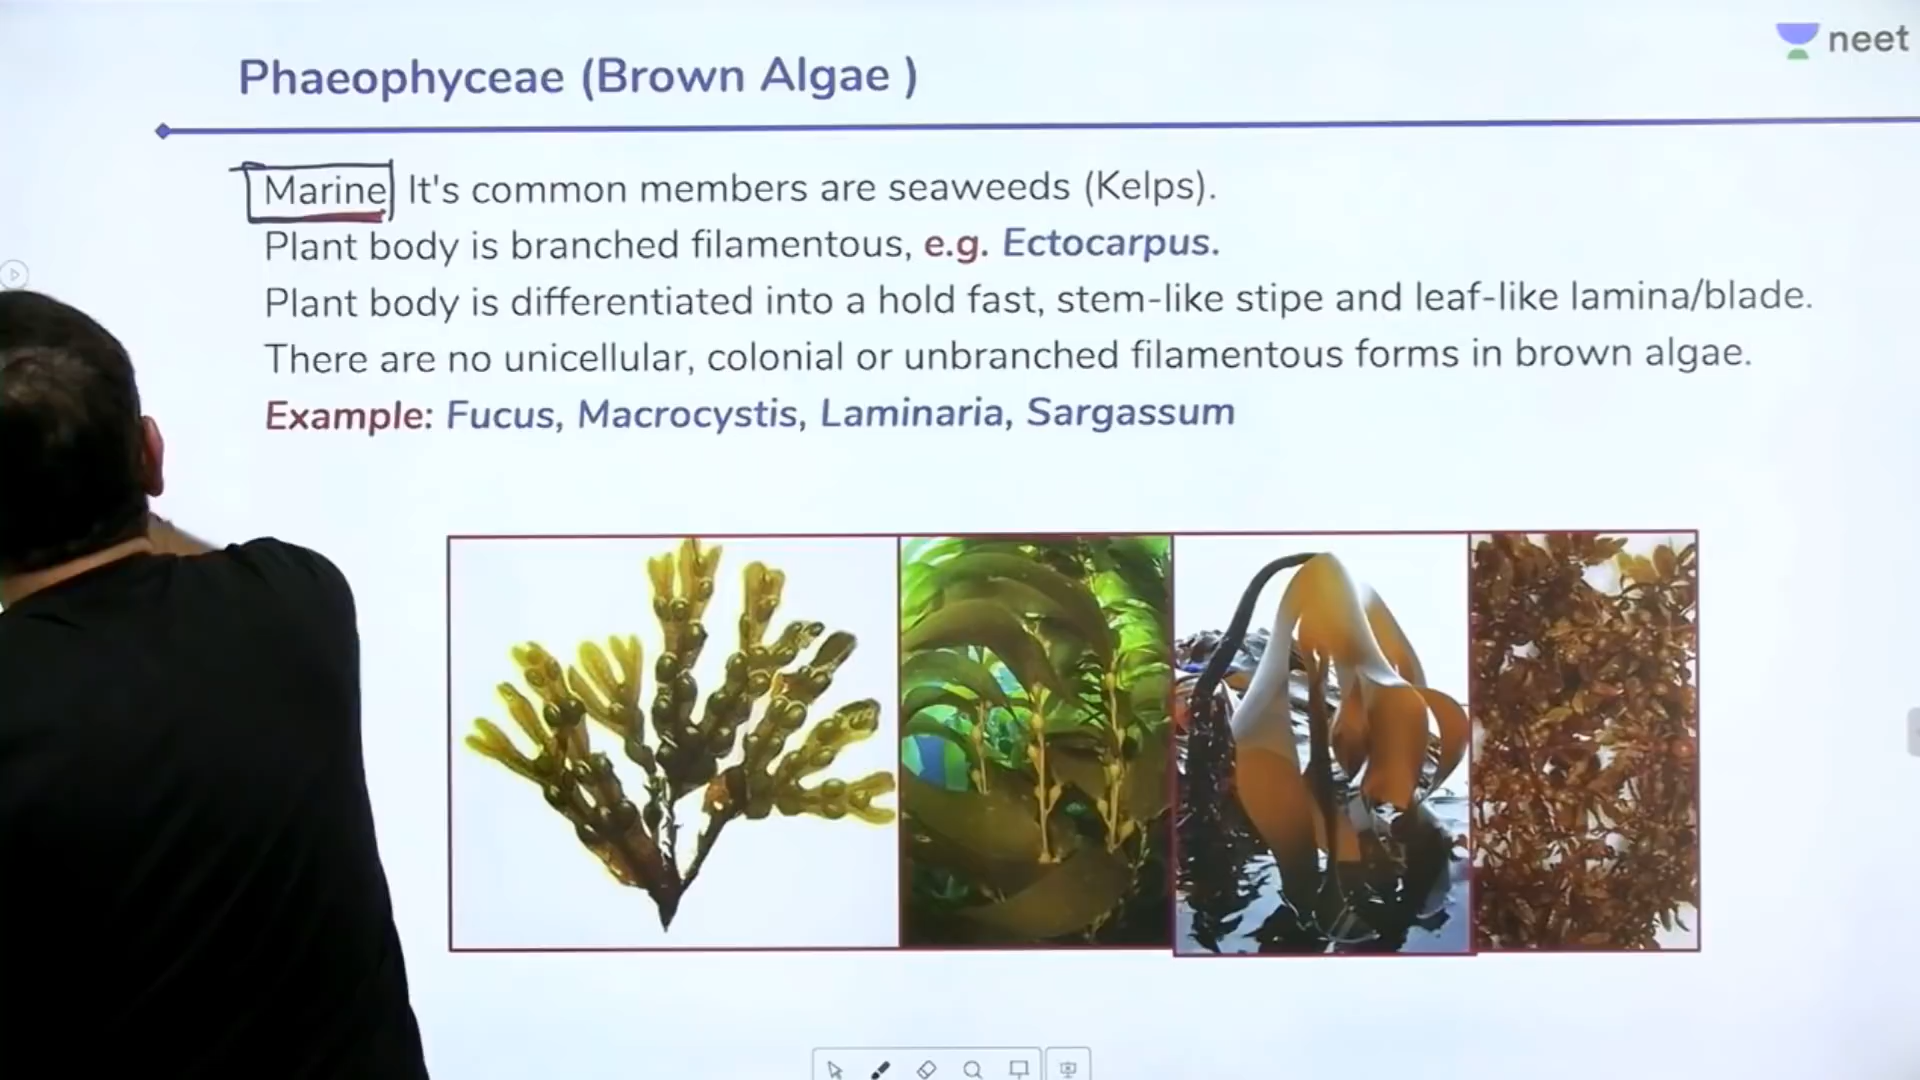 neet
Phaeophyceae (Brown Algae )
Marine It's common members are seaweeds (Kelps).
Plant body is branched filamentous, e.g. Ectocarpus.
Plant body is differentiated into a hold fast, stem-like stipe and leaf-like lamina/blade.
There are no unicellular, colonial or unbranched filamentous forms in brown algae.
Example: Fucus, Macrocystis, Laminaria, Sargassum